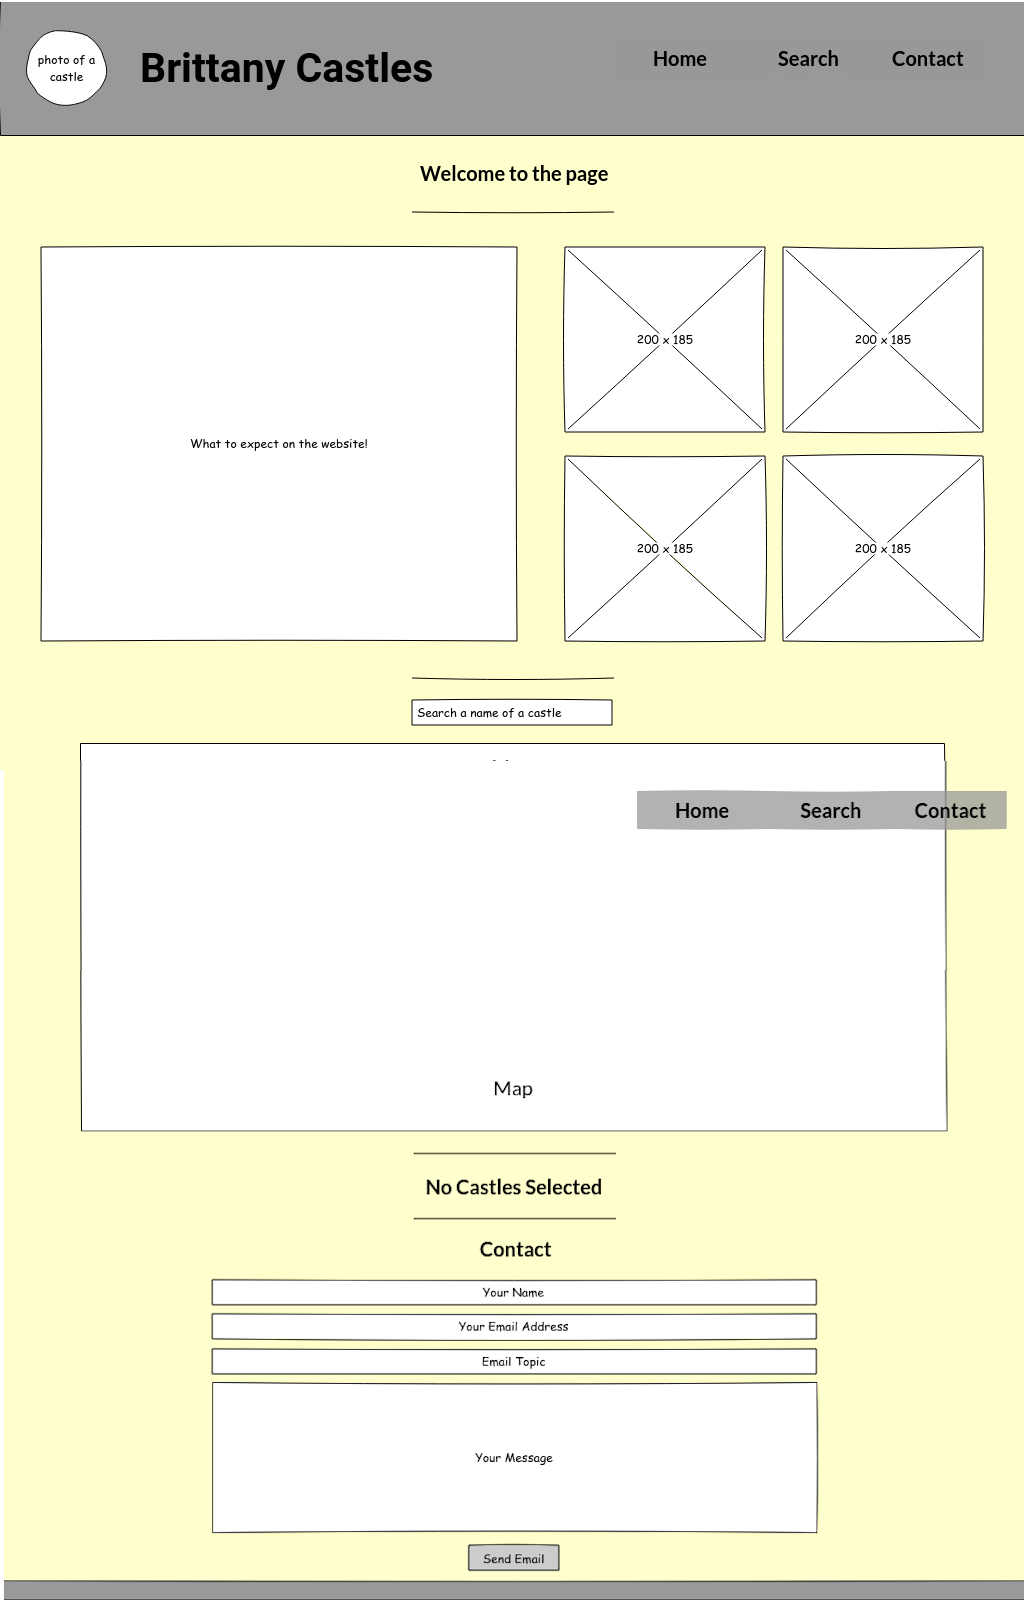 photo of a
castle
Brittany Castles
Home Search Contact
Welcome to the page
What to expect on the website!
200 x 185
200 x 185
200 x 185
200 x 185
Search a name of a castle
Home Search Contact
Map
No Castles Selected
Contact
Your Name
Your Email Address
Email Topic
Your Message
Send Email